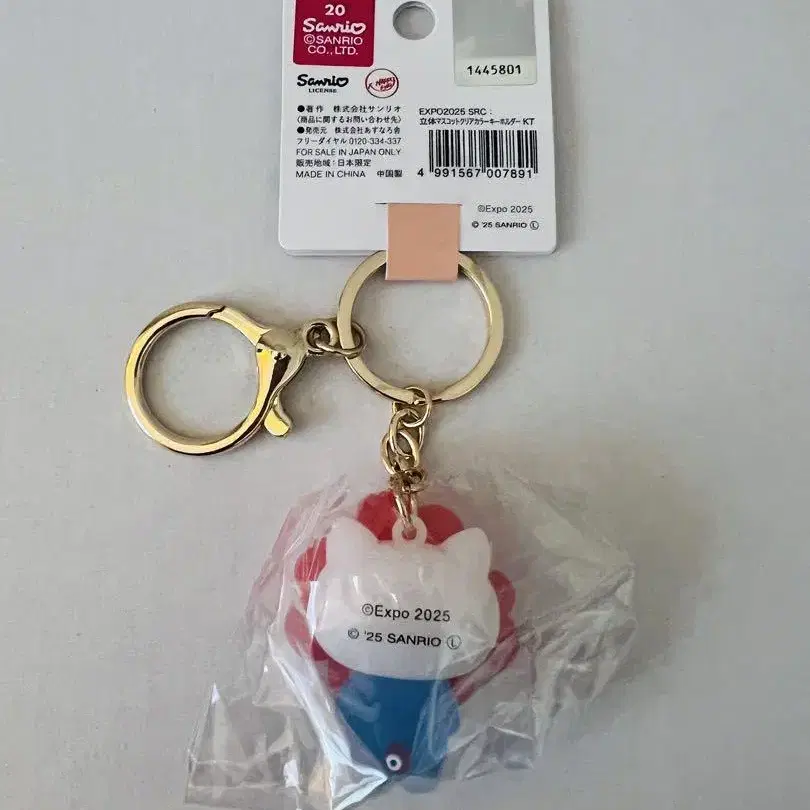 20
Sanrio
©SANRIO
CO., LTD.
1445801
Sanrio
LICENSE
●著作 株式会社サンリオ
(商品に関するお問い合わせ先)
●発売元 株式会社あすなろ舎
フリーダイヤル 0120-334-337
FOR SALE IN JAPAN ONLY
販売地域:日本限定
MADE IN CHINA 中国製
EXPO2025 SRC:
立体マスコットクリアカラーキーホルダー KT
4 991567 007891
©Expo 2025
© '25 SANRIO Ⓛ
©Expo 2025
© '25 SANRIO Ⓛ